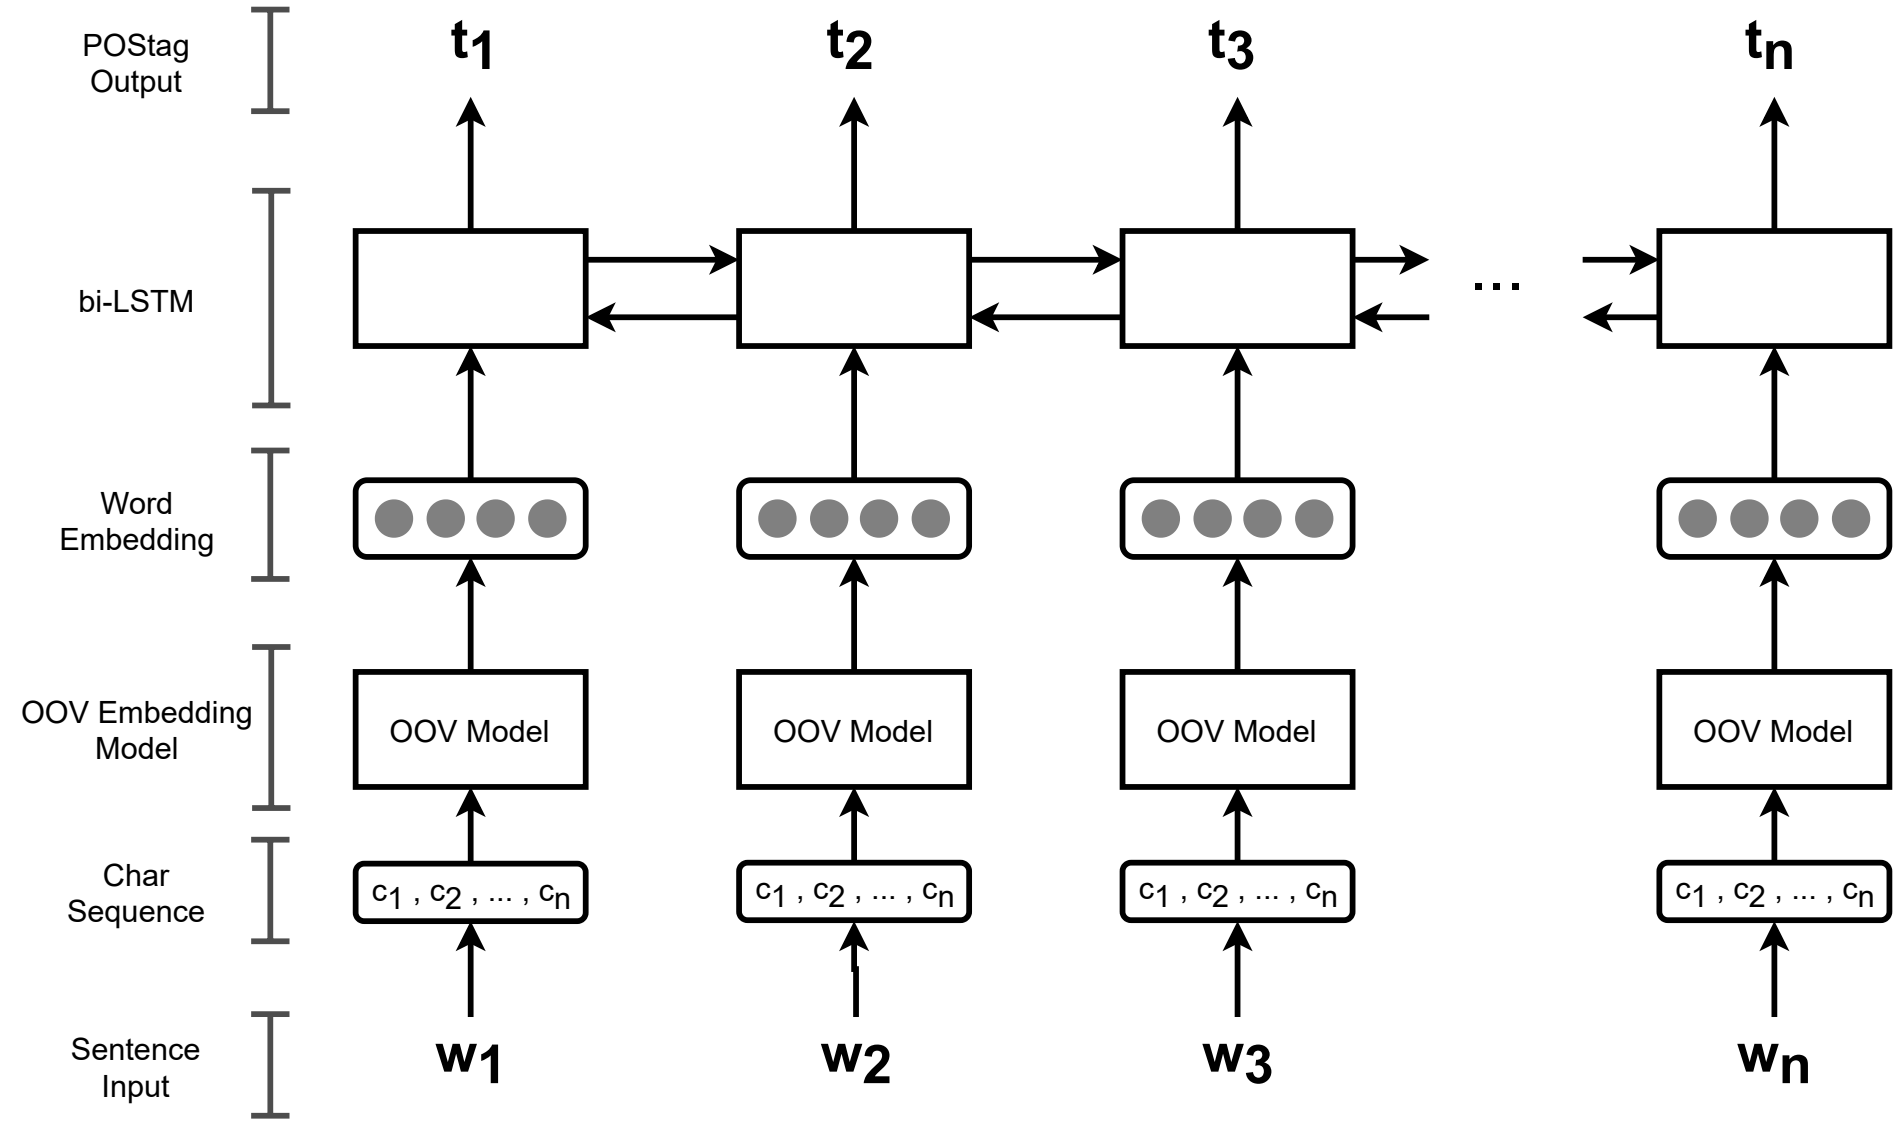 POStag
Output
t1 t2 t3 tn
bi-LSTM
...
Word
Embedding
OOV Embedding
Model
OOV Model OOV Model OOV Model OOV Model
Char
Sequence
c1 , c2 , ... , cn c1 , c2 , ... , cn c1 , c2 , ... , cn c1 , c2 , ... , cn
Sentence
Input
w1 w2 w3 wn